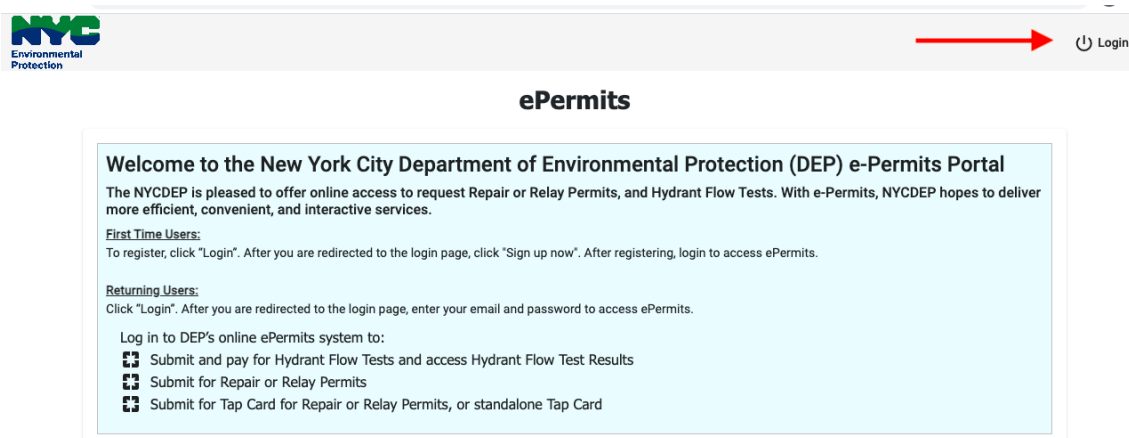 NYC
Environmental
Protection
Login
ePermits
Welcome to the New York City Department of Environmental Protection (DEP) e-Permits Portal
The NYCDEP is pleased to offer online access to request Repair or Relay Permits, and Hydrant Flow Tests. With e-Permits, NYCDEP hopes to deliver
more efficient, convenient, and interactive services.
First Time Users:
To register, click “Login”. After you are redirected to the login page, click "Sign up now". After registering, login to access ePermits.
Returning Users:
Click “Login”. After you are redirected to the login page, enter your email and password to access ePermits.
Log in to DEP’s online ePermits system to:
Submit and pay for Hydrant Flow Tests and access Hydrant Flow Test Results
Submit for Repair or Relay Permits
Submit for Tap Card for Repair or Relay Permits, or standalone Tap Card